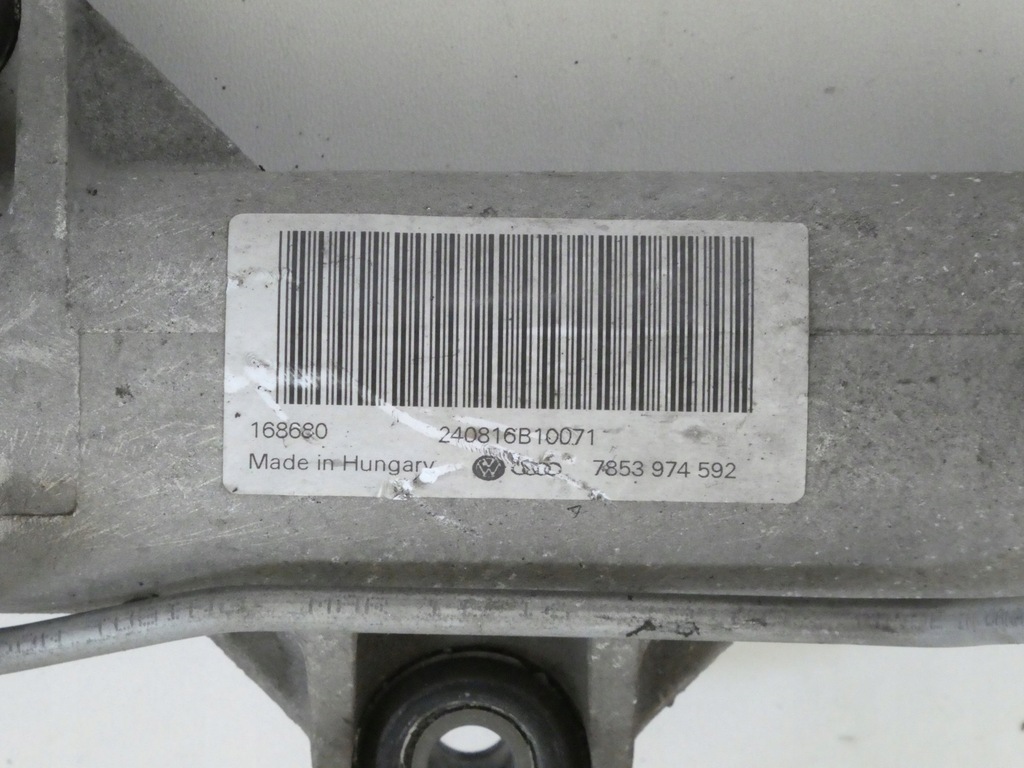 168680 240816B10071
Made in Hungary 7853 974 592